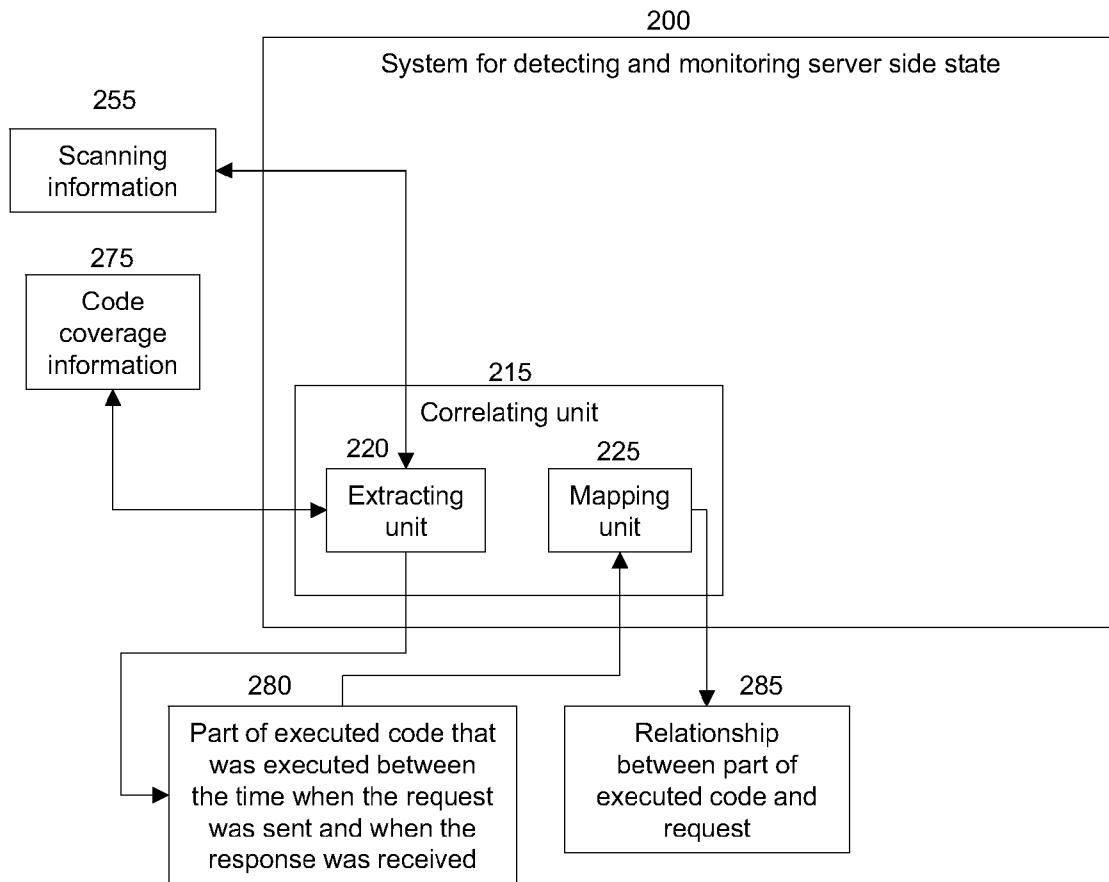 200
System for detecting and monitoring server side state
255
Scanning
information
275
Code
coverage
information
215
Correlating unit
220
Extracting
unit
225
Mapping
unit
280
Part of executed code that
was executed between
the time when the request
was sent and when the
response was received
285
Relationship
between part of
executed code and
request